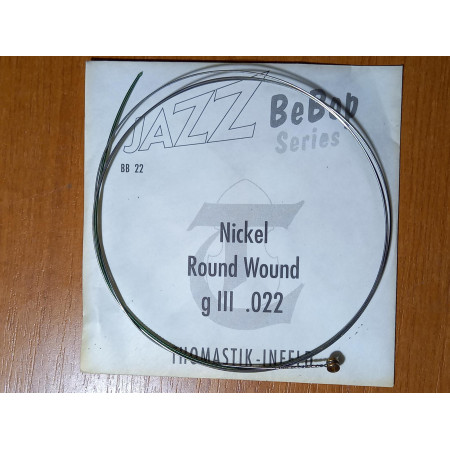 JAZZ BeBop
Series
BB 22
Nickel
Round Wound
g III .022
THOMASTIK-INFELD